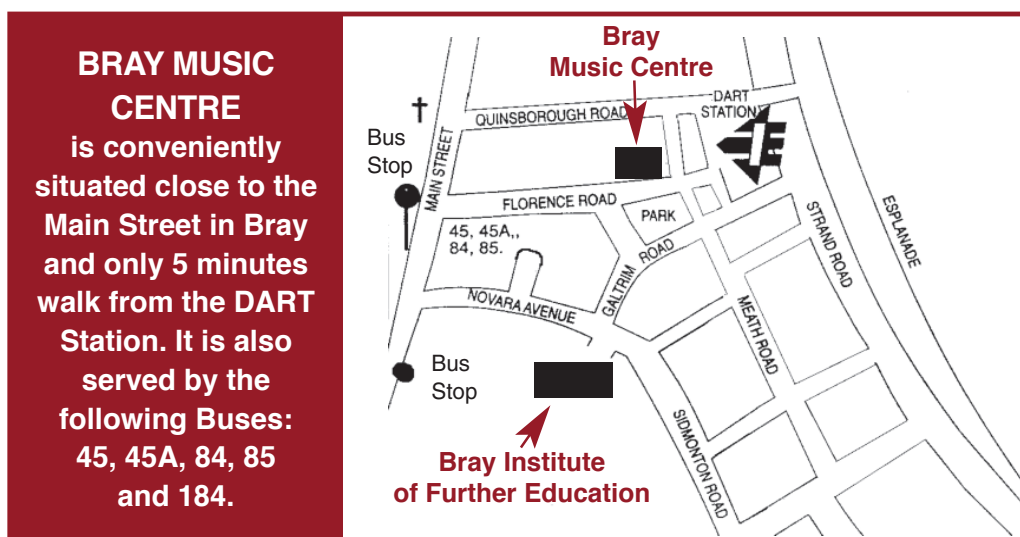 BRAY MUSIC
CENTRE
is conveniently
situated close to the
Main Street in Bray
and only 5 minutes
walk from the DART
Station. It is also
served by the
following Buses:
45, 45A, 84, 85
and 184.
Bray
Music Centre
DART
STATION
QUINSBOROUGH ROAD
Bus
Stop
MAIN STREET
FLORENCE ROAD
PARK
45, 45A,,
84, 85.
GALTRIM ROAD
NOVARA AVENUE
STRAND ROAD
ESPLANADE
MEATH ROAD
Bus
Stop
SIDMONTON ROAD
Bray Institute
of Further Education